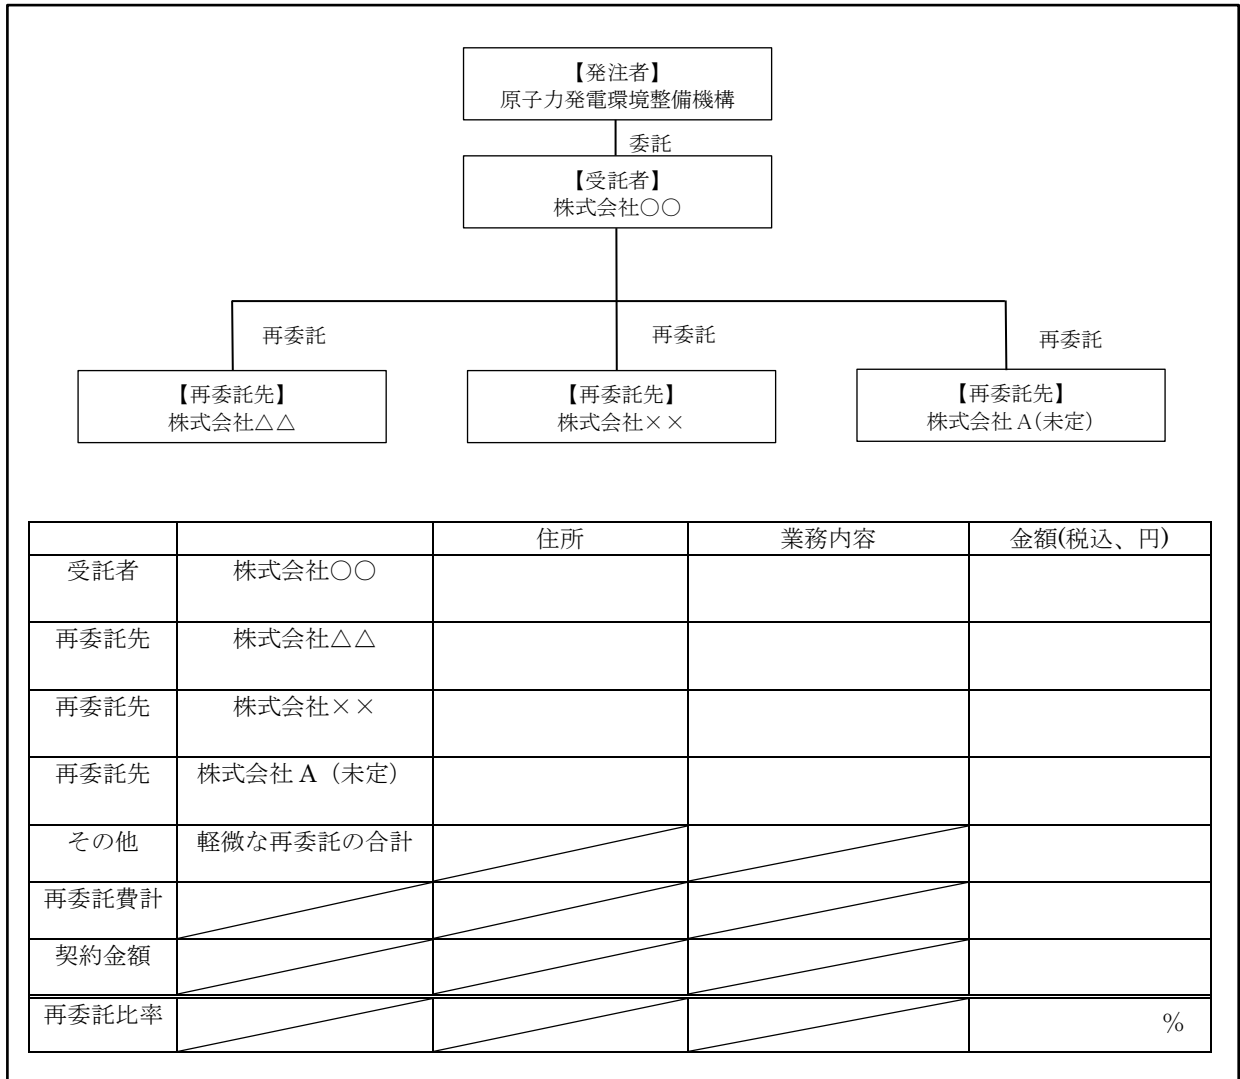 【発注者】
原子力発電環境整備機構
委託
【受託者】
株式会社○○
再委託
再委託
再委託
【再委託先】
株式会社△△
【再委託先】
株式会社××
【再委託先】
株式会社A(未定)
住所 業務内容 金額(税込、円)
受託者 株式会社○○
再委託先 株式会社△△
再委託先 株式会社××
再委託先 株式会社A（未定）
その他 軽微な再委託の合計
再委託費計
契約金額
再委託比率 %